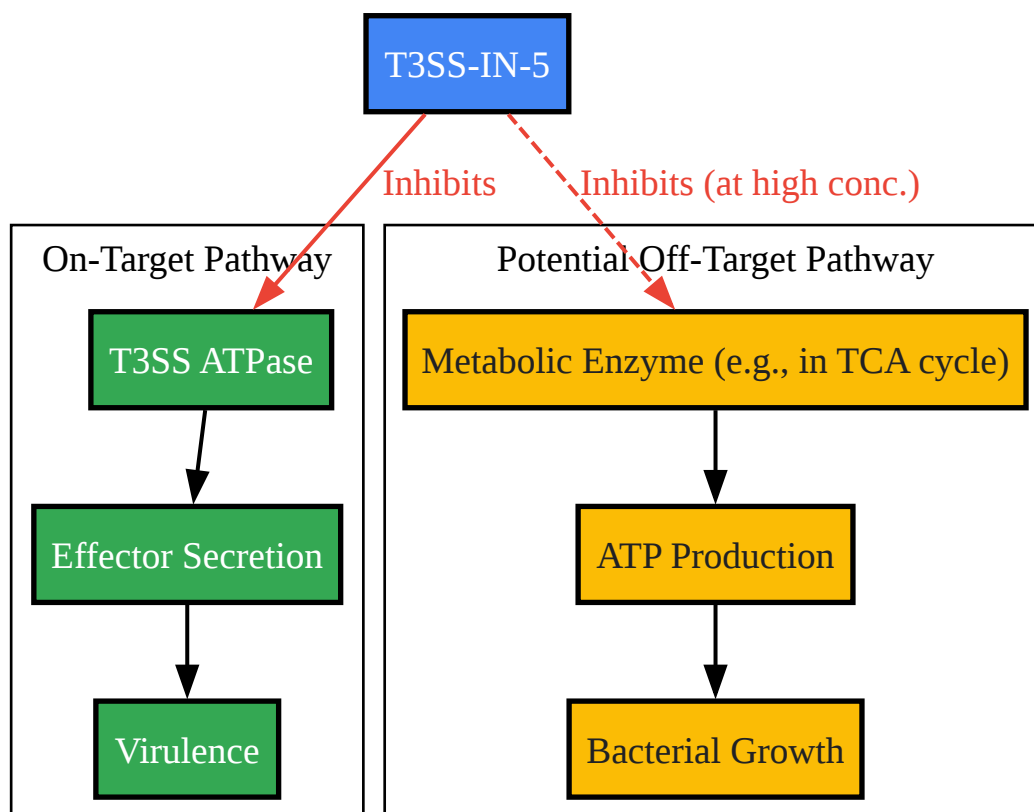 T3SS-IN-5
Inhibits
Inhibits (at high conc.)
On-Target Pathway
Potential Off-Target Pathway
T3SS ATPase
Metabolic Enzyme (e.g., in TCA cycle)
Effector Secretion
ATP Production
Virulence
Bacterial Growth